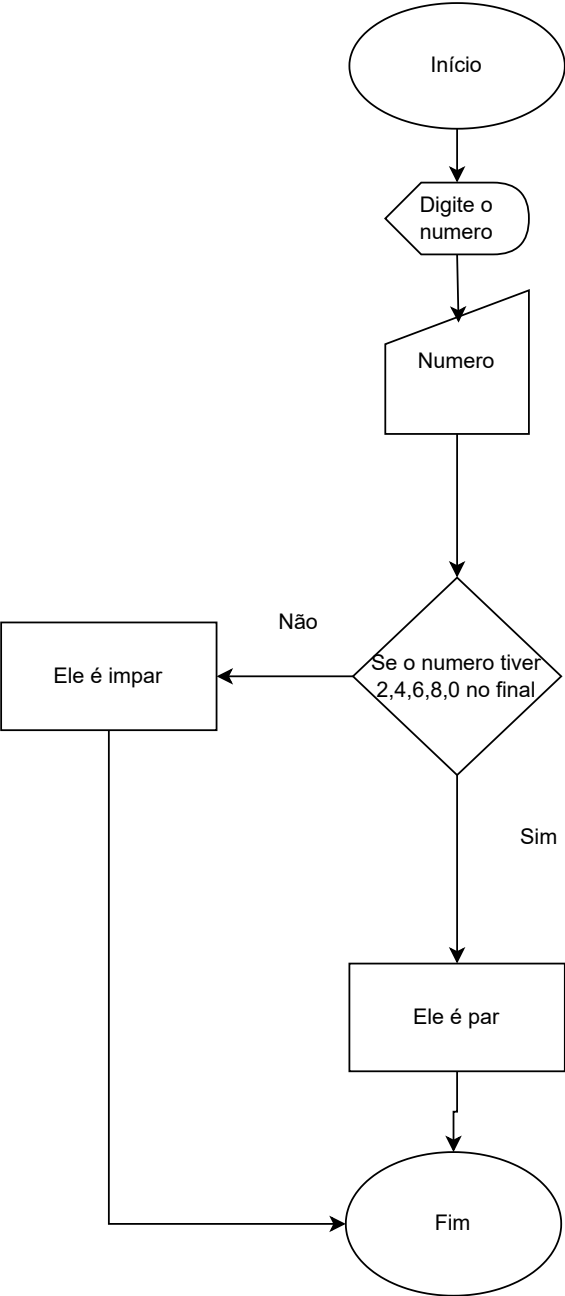 Início
Digite o
numero
Numero
Não
Se o numero tiver
2,4,6,8,0 no final
Ele é impar
Sim
Ele é par
Fim